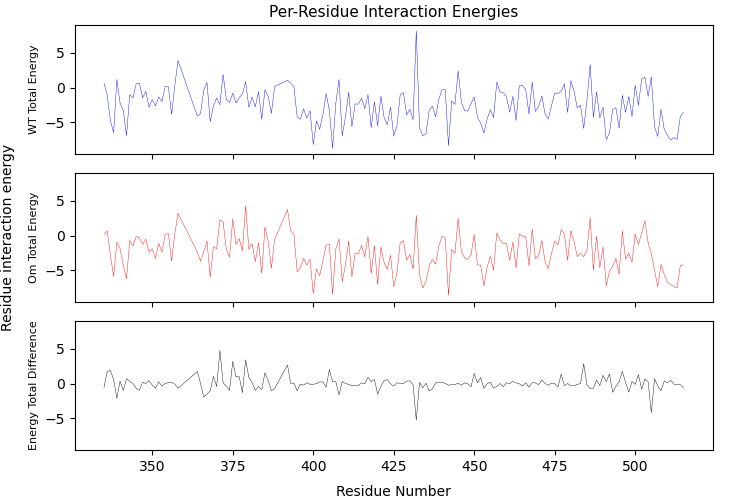 Per-Residue Interaction Energies
Residue interaction energy
WT Total Energy
5
0
−5
Om Total Energy
5
0
−5
Energy Total Difference
5
0
−5
350 375 400 425 450 475 500
Residue Number